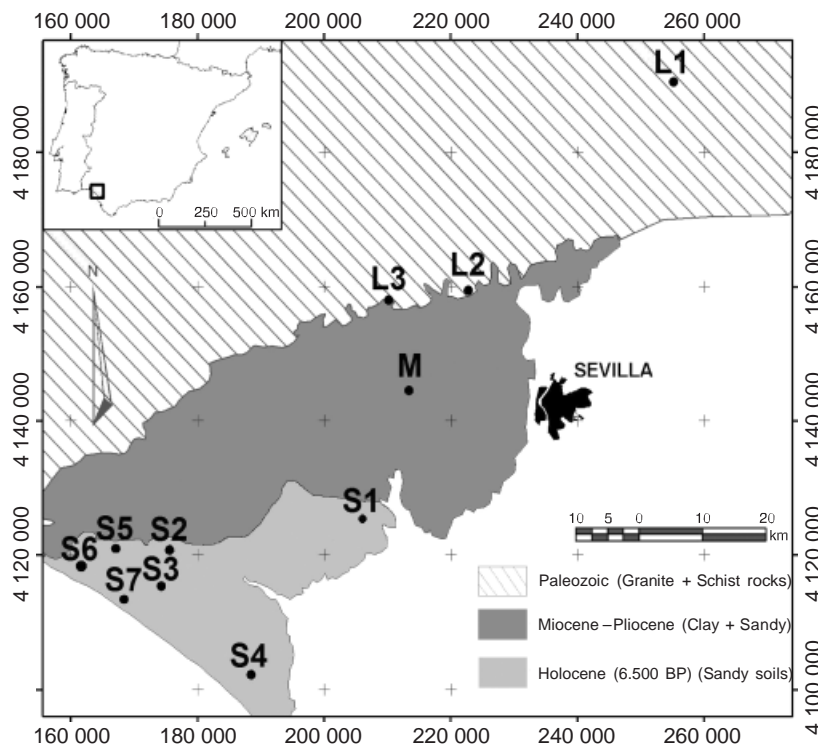 160 000 180 000 200 000 220 000 240 000 260 000
L1
4 180 000 4 180 000
0 250 500 km
N
L3 L2
4 160 000 4 160 000
M
SEVILLA
4 140 000 4 140 000
S1
10 5 0 10 20
km
S5 S2
S6
4 120 000 4 120 000
S7 S3
Paleozoic (Granite + Schist rocks)
Miocene – Pliocene (Clay + Sandy)
S4
Holocene (6.500 BP) (Sandy soils)
4 100 000 4 100 000
160 000 180 000 200 000 220 000 240 000 260 000